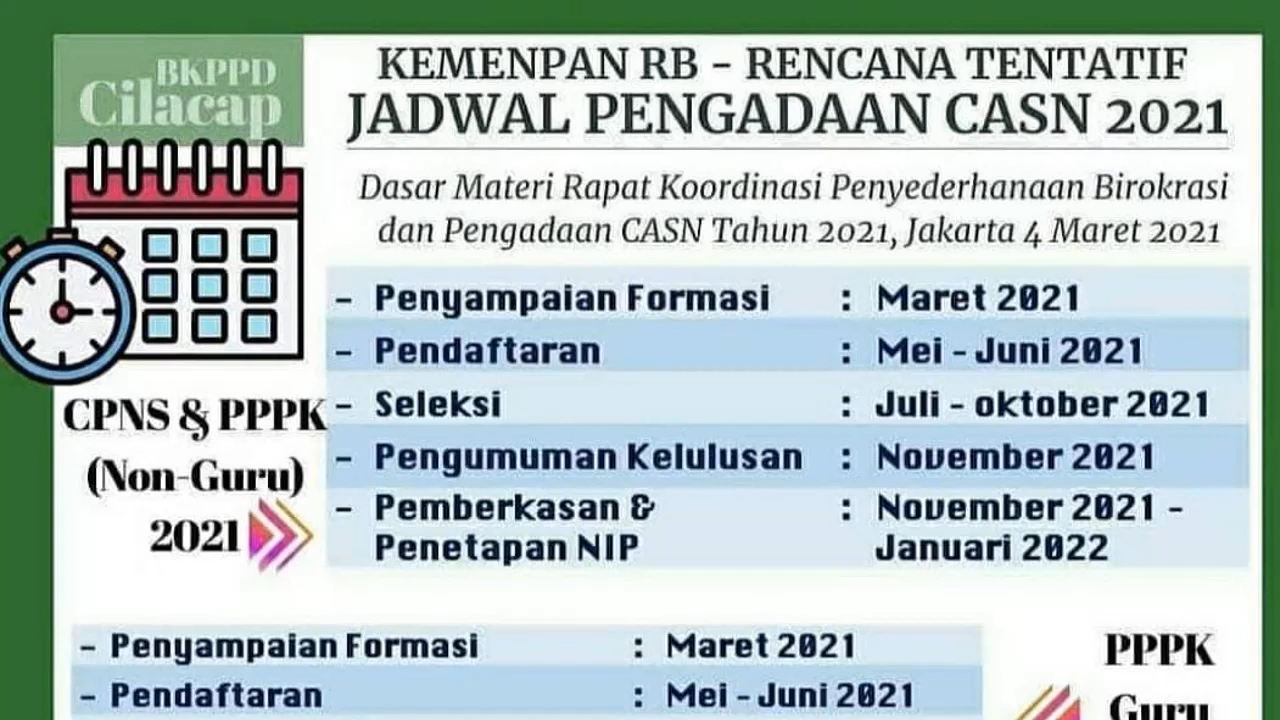 BKPPD
Cilacap
KEMENPAN RB - RENCANA TENTATIF
JADWAL PENGADAAN CASN 2021
Dasar Materi Rapat Koordinasi Penyederhanaan Birokrasi
dan Pengadaan CASN Tahun 2021, Jakarta 4 Maret 2021
CPNS & PPPK
(Non-Guru)
2021
- Penyampaian Formasi : Maret 2021
- Pendaftaran : Mei - Juni 2021
- Seleksi : Juli - oktober 2021
- Pengumuman Kelulusan : November 2021
- Pemberkasan & : November 2021 -
Penetapan NIP Januari 2022
- Penyampaian Formasi : Maret 2021
- Pendaftaran : Mei - Juni 2021
PPPK
Guru